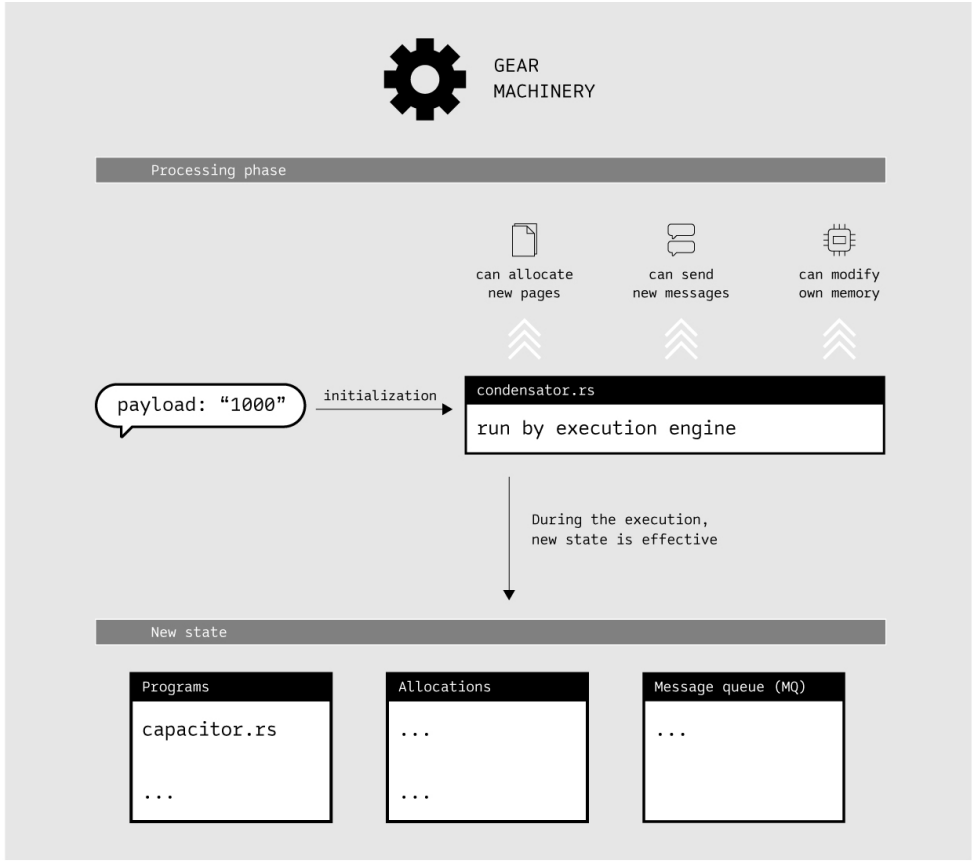 GEAR
MACHINERY
Processing phase
can allocate
new pages
can send
new messages
can modify
own memory
payload: “1000”
initialization
condensator.rs
run by execution engine
During the execution,
new state is effective
New state
Programs
capacitor.rs
...
Allocations
...
...
Message queue (MQ)
...